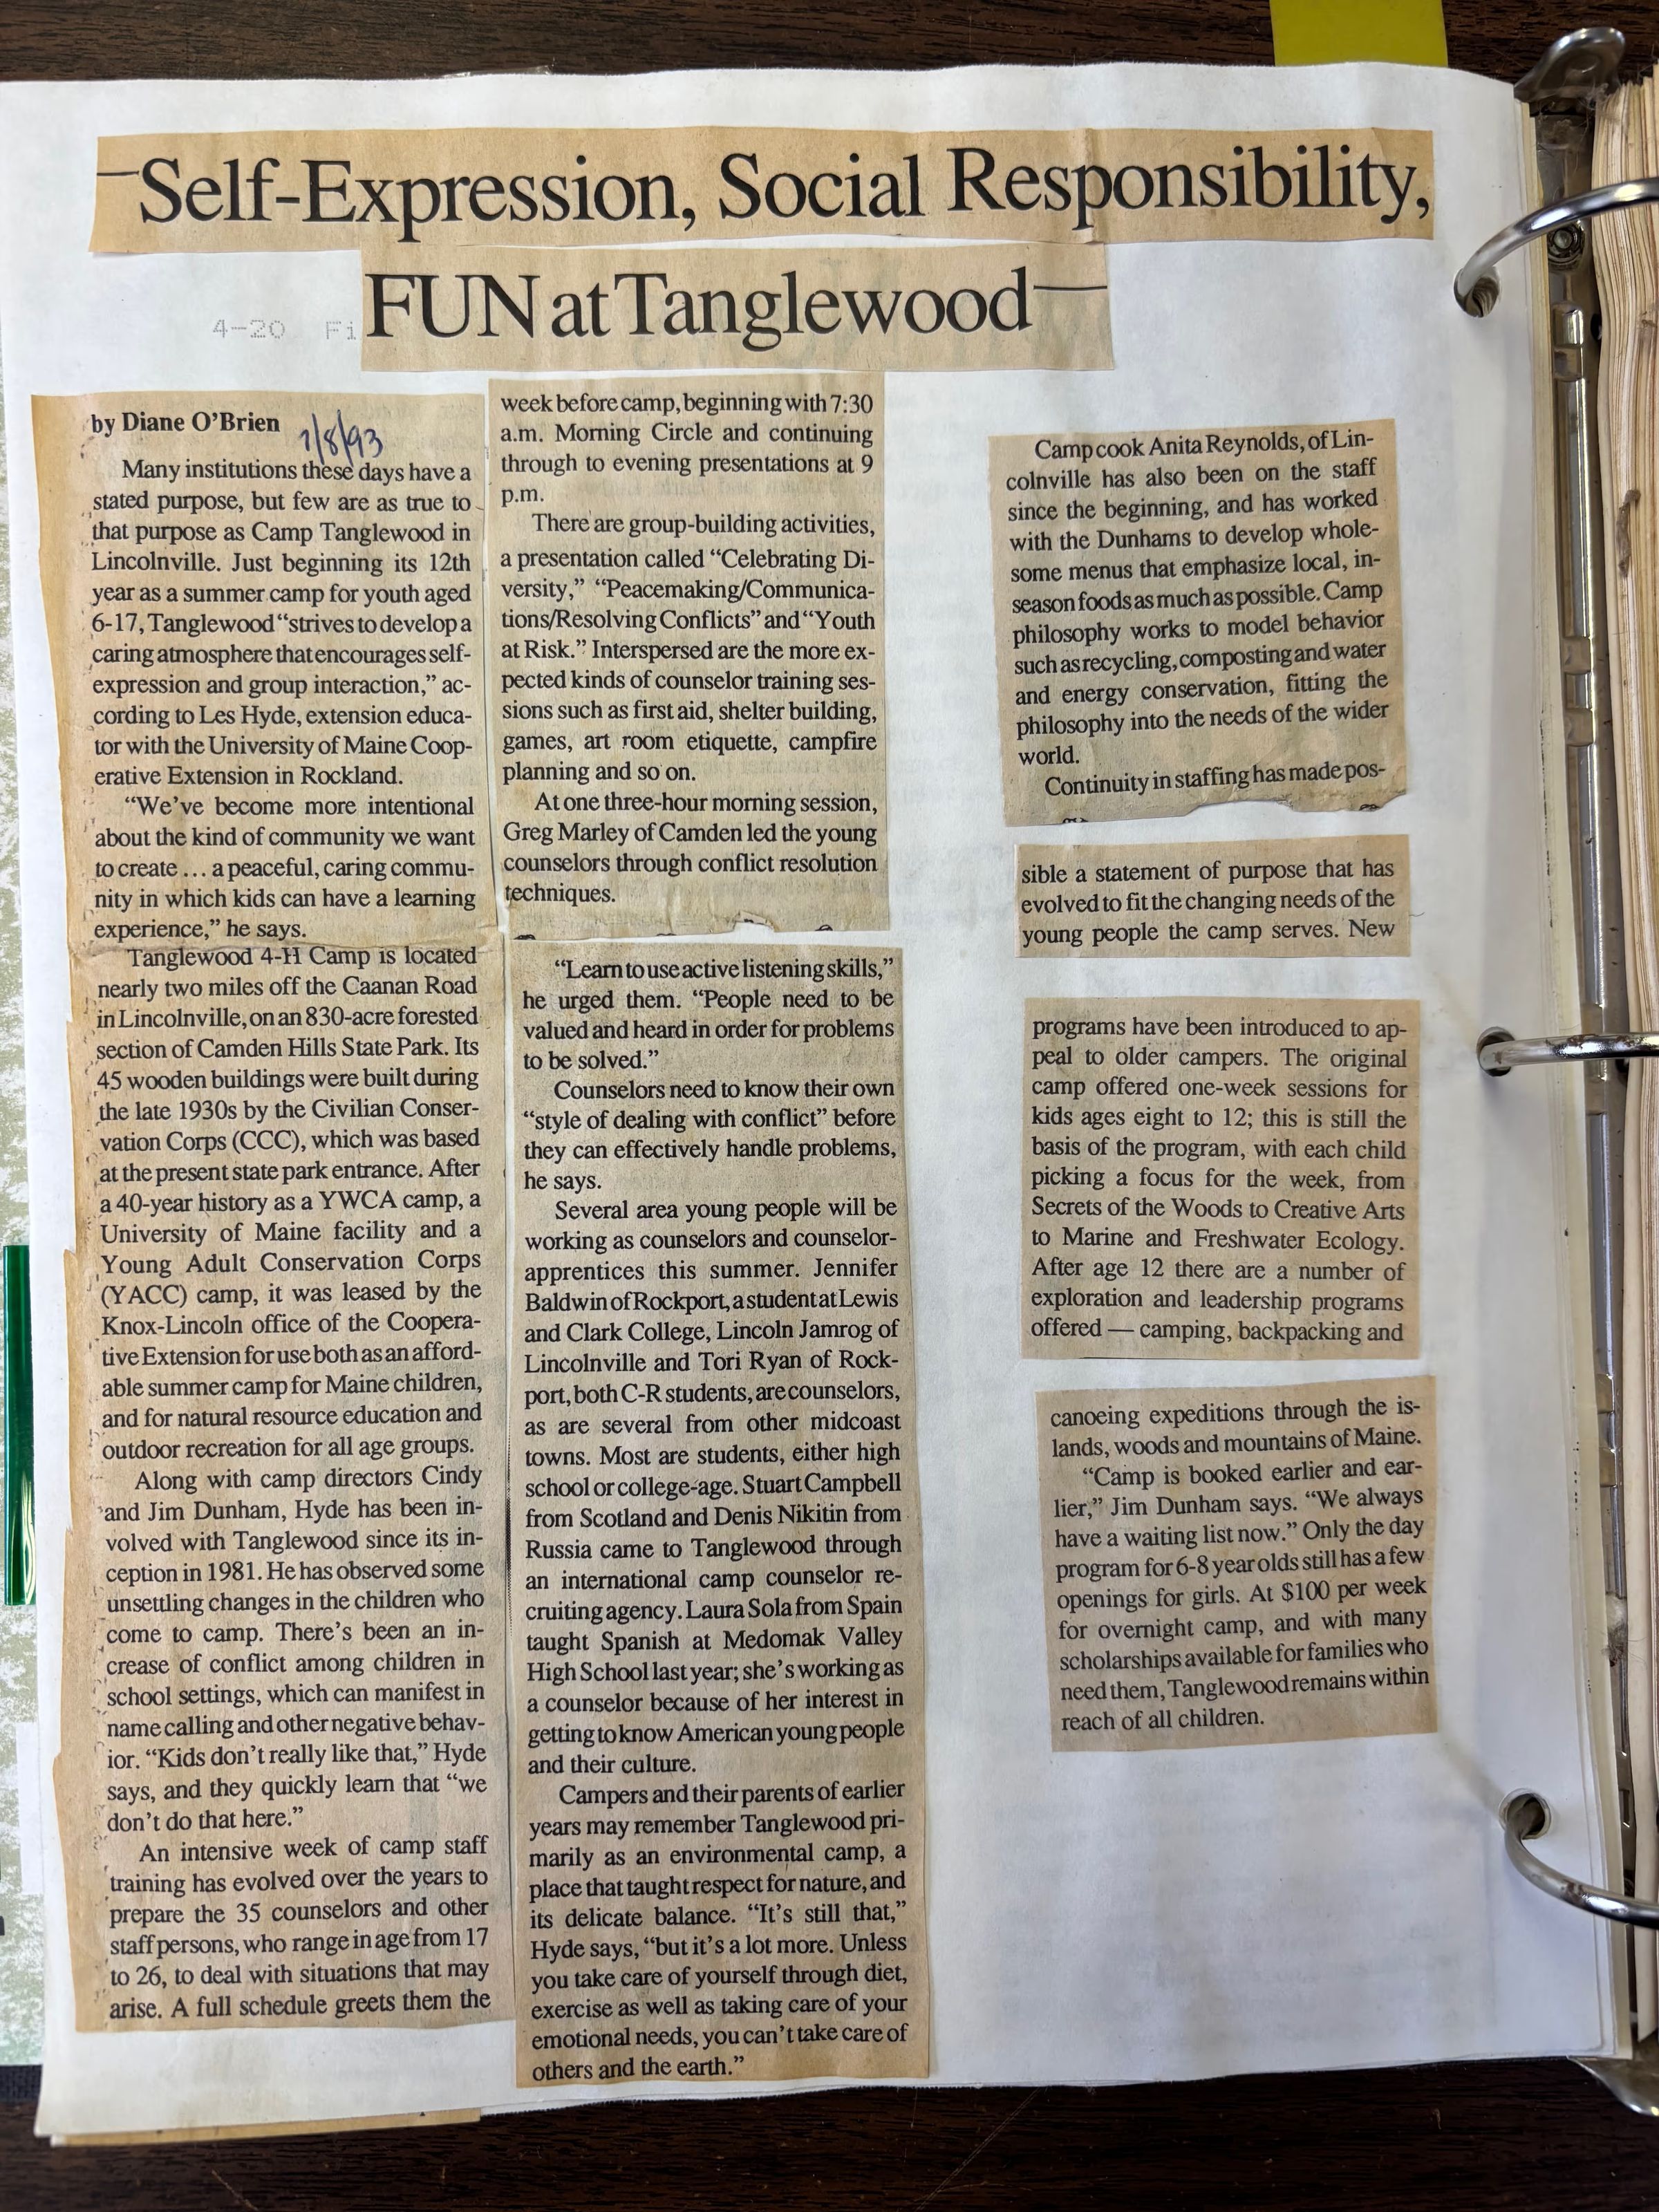 —Self-Expression, Social Responsibility,
FUN at Tanglewood—
4-20 Fi
by Diane O'Brien
7/8/93
Many institutions these days have a
stated purpose, but few are as true to
that purpose as Camp Tanglewood in
Lincolnville. Just beginning its 12th
year as a summer camp for youth aged
6-17, Tanglewood “strives to develop a
caring atmosphere that encourages self-
expression and group interaction,” ac-
cording to Les Hyde, extension educa-
tor with the University of Maine Coop-
erative Extension in Rockland.
“We've become more intentional
about the kind of community we want
to create ... a peaceful, caring commu-
nity in which kids can have a learning
experience,” he says.
Tanglewood 4-H Camp is located
nearly two miles off the Caanan Road
in Lincolnville, on an 830-acre forested
section of Camden Hills State Park. Its
45 wooden buildings were built during
the late 1930s by the Civilian Conser-
vation Corps (CCC), which was based
at the present state park entrance. After
a 40-year history as a YWCA camp, a
University of Maine facility and a
Young Adult Conservation Corps
(YACC) camp, it was leased by the
Knox-Lincoln office of the Coopera-
tive Extension for use both as an afford-
able summer camp for Maine children,
and for natural resource education and
outdoor recreation for all age groups.
Along with camp directors Cindy
and Jim Dunham, Hyde has been in-
volved with Tanglewood since its in-
ception in 1981. He has observed some
unsettling changes in the children who
come to camp. There's been an in-
crease of conflict among children in
school settings, which can manifest in
name calling and other negative behav-
ior. “Kids don't really like that,” Hyde
says, and they quickly learn that “we
don't do that here.”
An intensive week of camp staff
training has evolved over the years to
prepare the 35 counselors and other
staff persons, who range in age from 17
to 26, to deal with situations that may
arise. A full schedule greets them the
week before camp, beginning with 7:30
a.m. Morning Circle and continuing
through to evening presentations at 9
p.m.
There are group-building activities,
a presentation called “Celebrating Di-
versity,” “Peacemaking/Communica-
tions/Resolving Conflicts” and “Youth
at Risk.” Interspersed are the more ex-
pected kinds of counselor training ses-
sions such as first aid, shelter building,
games, art room etiquette, campfire
planning and so on.
At one three-hour morning session,
Greg Marley of Camden led the young
counselors through conflict resolution
techniques.
“Learn to use active listening skills,”
he urged them. “People need to be
valued and heard in order for problems
to be solved.”
Counselors need to know their own
“style of dealing with conflict” before
they can effectively handle problems,
he says.
Several area young people will be
working as counselors and counselor-
apprentices this summer. Jennifer
Baldwin of Rockport, a student at Lewis
and Clark College, Lincoln Jamrog of
Lincolnville and Tori Ryan of Rock-
port, both C-R students, are counselors,
as are several from other midcoast
towns. Most are students, either high
school or college-age. Stuart Campbell
from Scotland and Denis Nikitin from
Russia came to Tanglewood through
an international camp counselor re-
cruiting agency. Laura Sola from Spain
taught Spanish at Medomak Valley
High School last year; she's working as
a counselor because of her interest in
getting to know American young people
and their culture.
Campers and their parents of earlier
years may remember Tanglewood pri-
marily as an environmental camp, a
place that taught respect for nature, and
its delicate balance. “It's still that,”
Hyde says, “but it's a lot more. Unless
you take care of yourself through diet,
exercise as well as taking care of your
emotional needs, you can't take care of
others and the earth.”
Camp cook Anita Reynolds, of Lin-
colnville has also been on the staff
since the beginning, and has worked
with the Dunhams to develop whole-
some menus that emphasize local, in-
season foods as much as possible. Camp
philosophy works to model behavior
such as recycling, composting and water
and energy conservation, fitting the
philosophy into the needs of the wider
world.
Continuity in staffing has made pos-
sible a statement of purpose that has
evolved to fit the changing needs of the
young people the camp serves. New
programs have been introduced to ap-
peal to older campers. The original
camp offered one-week sessions for
kids ages eight to 12; this is still the
basis of the program, with each child
picking a focus for the week, from
Secrets of the Woods to Creative Arts
to Marine and Freshwater Ecology.
After age 12 there are a number of
exploration and leadership programs
offered — camping, backpacking and
canoeing expeditions through the is-
lands, woods and mountains of Maine.
“Camp is booked earlier and ear-
lier,” Jim Dunham says. “We always
have a waiting list now.” Only the day
program for 6-8 year olds still has a few
openings for girls. At $100 per week
for overnight camp, and with many
scholarships available for families who
need them, Tanglewood remains within
reach of all children.